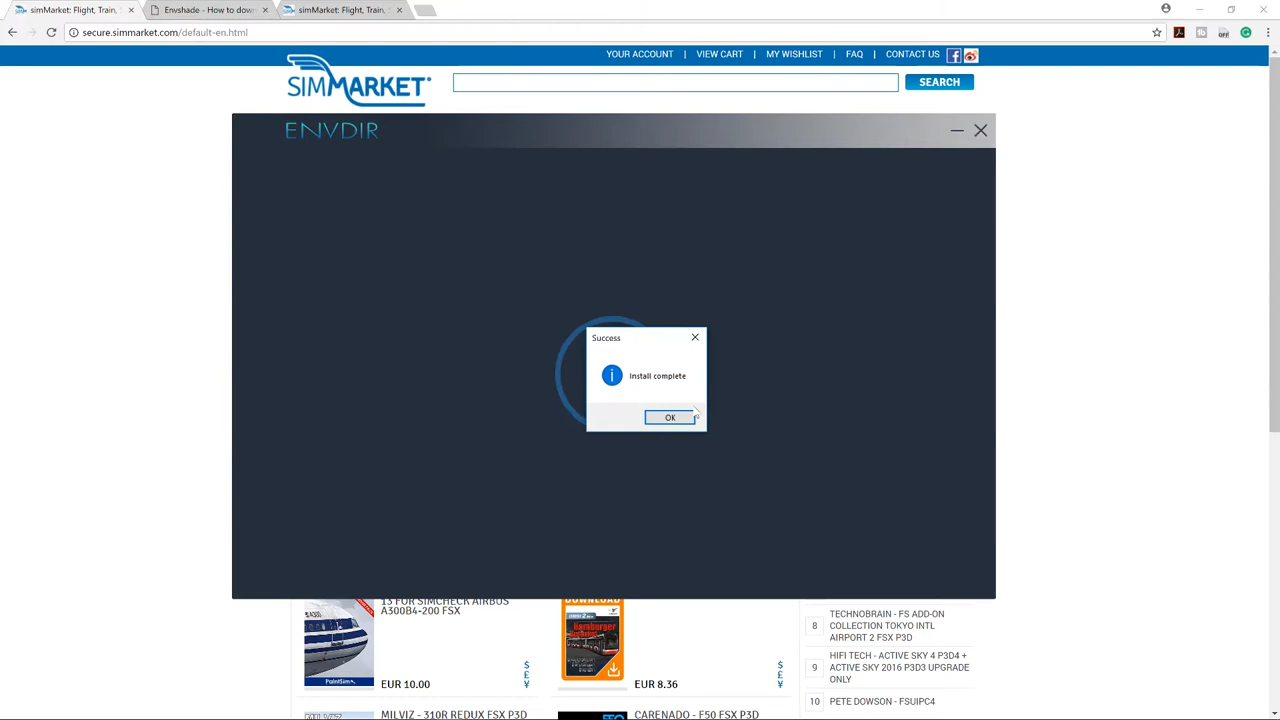 simMarket: Flight, Train,
Envshade - How to down
simMarket: Flight, Train, S
secure.simmarket.com/default-en.html
YOUR ACCOUNT | VIEW CART | MY WISHLIST | FAQ | CONTACT US
SIMMARKET
SEARCH
ENVDIR
Success
Install complete
OK
13 FOR SIMCHECK AIRBUS
A300B4-200 FSX
PaintSim
EUR 10.00
$
£
¥
DOWNLOAD
EUR 8.36
$
£
¥
8
TECHNOBRAIN - FS ADD-ON
COLLECTION TOKYO INTL
AIRPORT 2 FSX P3D
9
HIFI TECH - ACTIVE SKY 4 P3D4 +
ACTIVE SKY 2016 P3D3 UPGRADE
ONLY
10
PETE DOWSON - FSUIPC4
MILVIZ - 310R REDUX FSX P3D
CARENADO - F50 FSX P3D